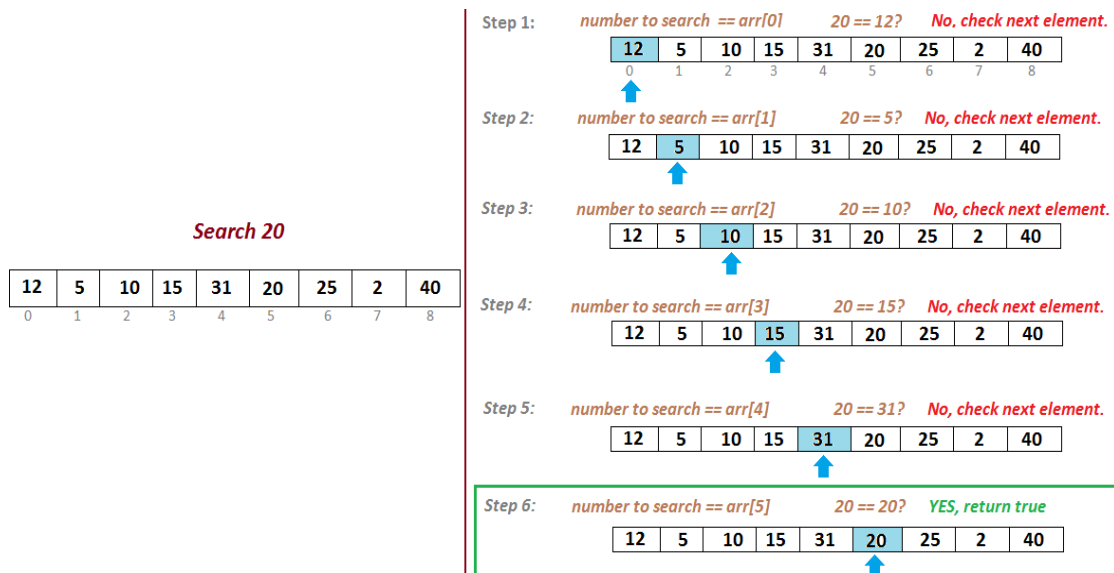 Search 20
12 5 10 15 31 20 25 2 40
0 1 2 3 4 5 6 7 8
Step 1: number to search == arr[0] 20 == 12? No, check next element.
12 5 10 15 31 20 25 2 40
0 1 2 3 4 5 6 7 8
Step 2: number to search == arr[1] 20 == 5? No, check next element.
12 5 10 15 31 20 25 2 40
Step 3: number to search == arr[2] 20 == 10? No, check next element.
12 5 10 15 31 20 25 2 40
Step 4: number to search == arr[3] 20 == 15? No, check next element.
12 5 10 15 31 20 25 2 40
Step 5: number to search == arr[4] 20 == 31? No, check next element.
12 5 10 15 31 20 25 2 40
Step 6: number to search == arr[5] 20 == 20? YES, return true
12 5 10 15 31 20 25 2 40